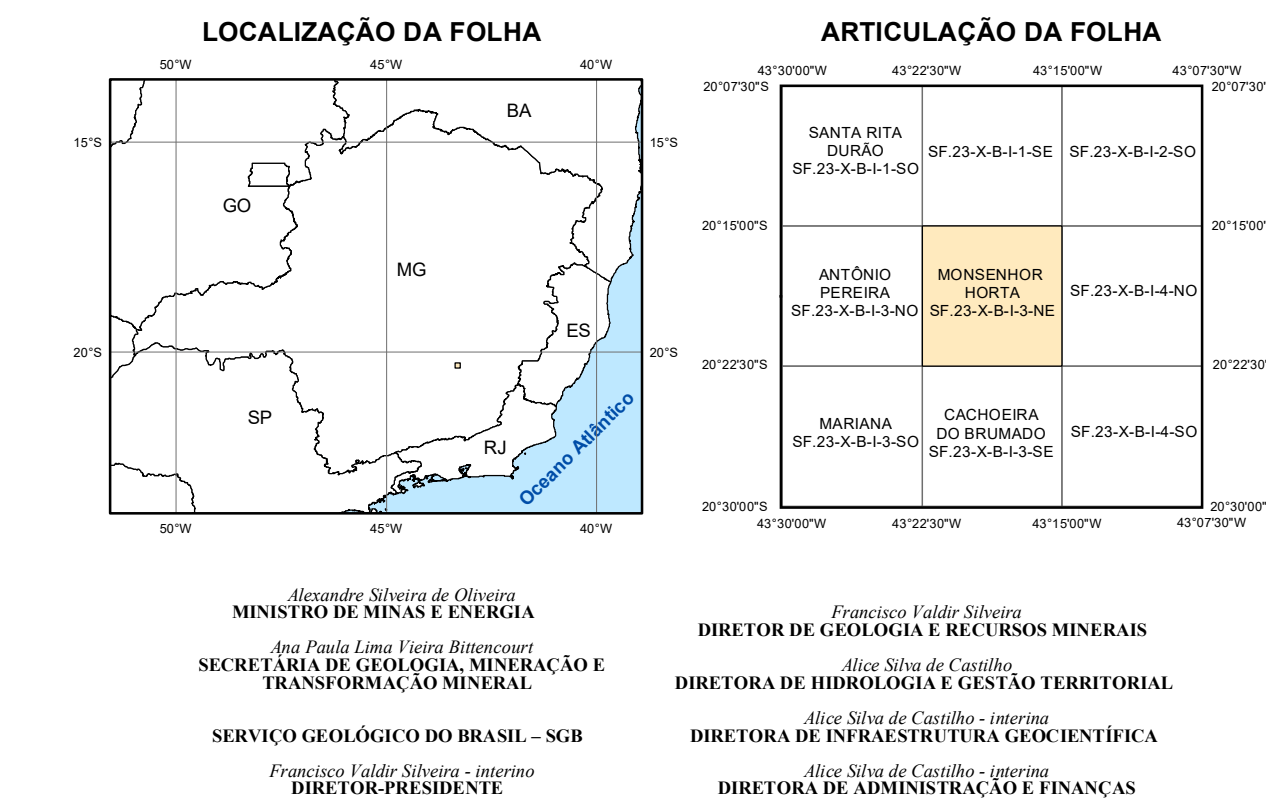 LOCALIZAÇÃO DA FOLHA
50°W 45°W 40°W
BA
15°S 15°S
GO
MG
ES
20°S 20°S
SP
RJ
Oceano Atlântico
50°W 45°W 40°W
ARTICULAÇÃO DA FOLHA
43°30'00"W 43°22'30"W 43°15'00"W 43°07'30"W
20°07'30"S 20°07'30"
SANTA RITA
DURÃO
SF.23-X-B-I-1-SO
SF.23-X-B-I-1-SE
SF.23-X-B-I-2-SO
20°15'00"S 20°15'00"
ANTÔNIO
PEREIRA
SF.23-X-B-I-3-NO
MONSENHOR
HORTA
SF.23-X-B-I-3-NE
SF.23-X-B-I-4-NO
20°22'30"S 20°22'30"
MARIANA
SF.23-X-B-I-3-SO
CACHOEIRA
DO BRUMADO
SF.23-X-B-I-3-SE
SF.23-X-B-I-4-SO
20°30'00"S 20°30'00"
43°30'00"W 43°22'30"W 43°15'00"W 43°07'30"W
Alexandre Silveira de Oliveira
MINISTRO DE MINAS E ENERGIA
Ana Paula Lima Vieira Bittencourt
SECRETÁRIA DE GEOLOGIA, MINERAÇÃO E
TRANSFORMAÇÃO MINERAL
SERVIÇO GEOLÓGICO DO BRASIL – SGB
Francisco Valdir Silveira - interino
DIRETOR-PRESIDENTE
Francisco Valdir Silveira
DIRETOR DE GEOLOGIA E RECURSOS MINERAIS
Alice Silva de Castilho
DIRETORA DE HIDROLOGIA E GESTÃO TERRITORIAL
Alice Silva de Castilho - interina
DIRETORA DE INFRAESTRUTURA GEOCIENTÍFICA
Alice Silva de Castilho - interina
DIRETORA DE ADMINISTRAÇÃO E FINANÇAS